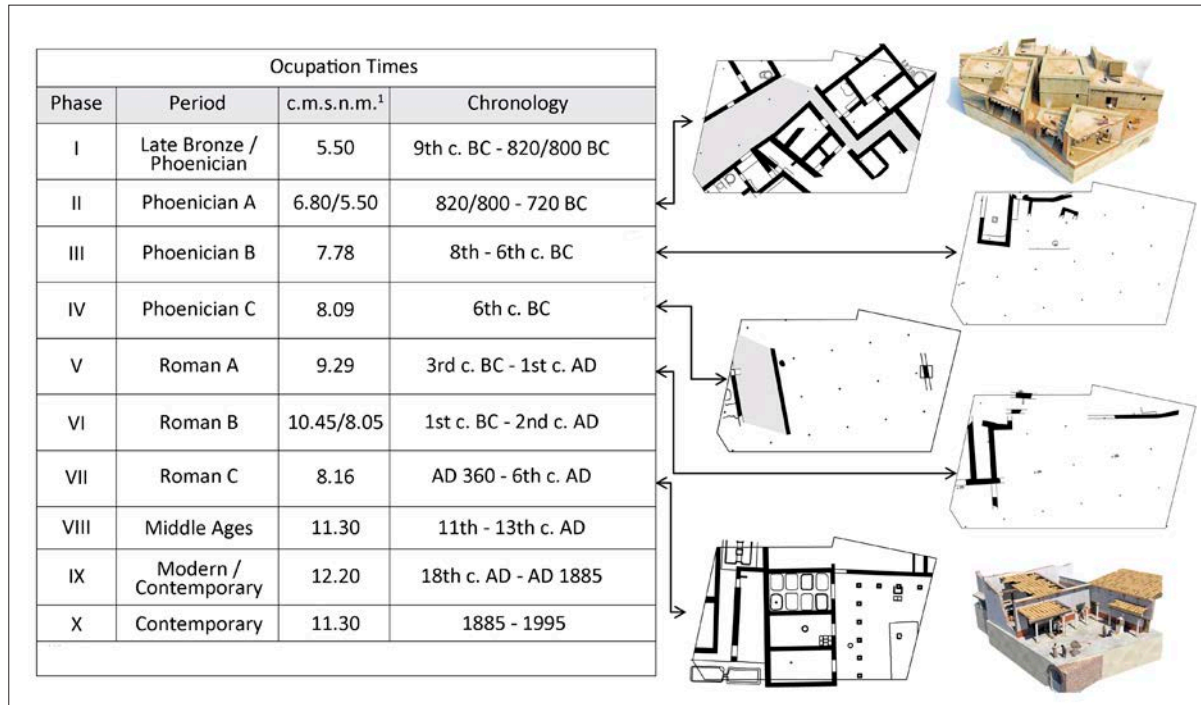 Ocupation Times
Phase Period c.m.s.n.m.¹ Chronology
I Late Bronze / Phoenician 5.50 9th c. BC - 820/800 BC
II Phoenician A 6.80/5.50 820/800 - 720 BC
III Phoenician B 7.78 8th - 6th c. BC
IV Phoenician C 8.09 6th c. BC
V Roman A 9.29 3rd c. BC - 1st c. AD
VI Roman B 10.45/8.05 1st c. BC - 2nd c. AD
VII Roman C 8.16 AD 360 - 6th c. AD
VIII Middle Ages 11.30 11th - 13th c. AD
IX Modern / Contemporary 12.20 18th c. AD - AD 1885
X Contemporary 11.30 1885 - 1995